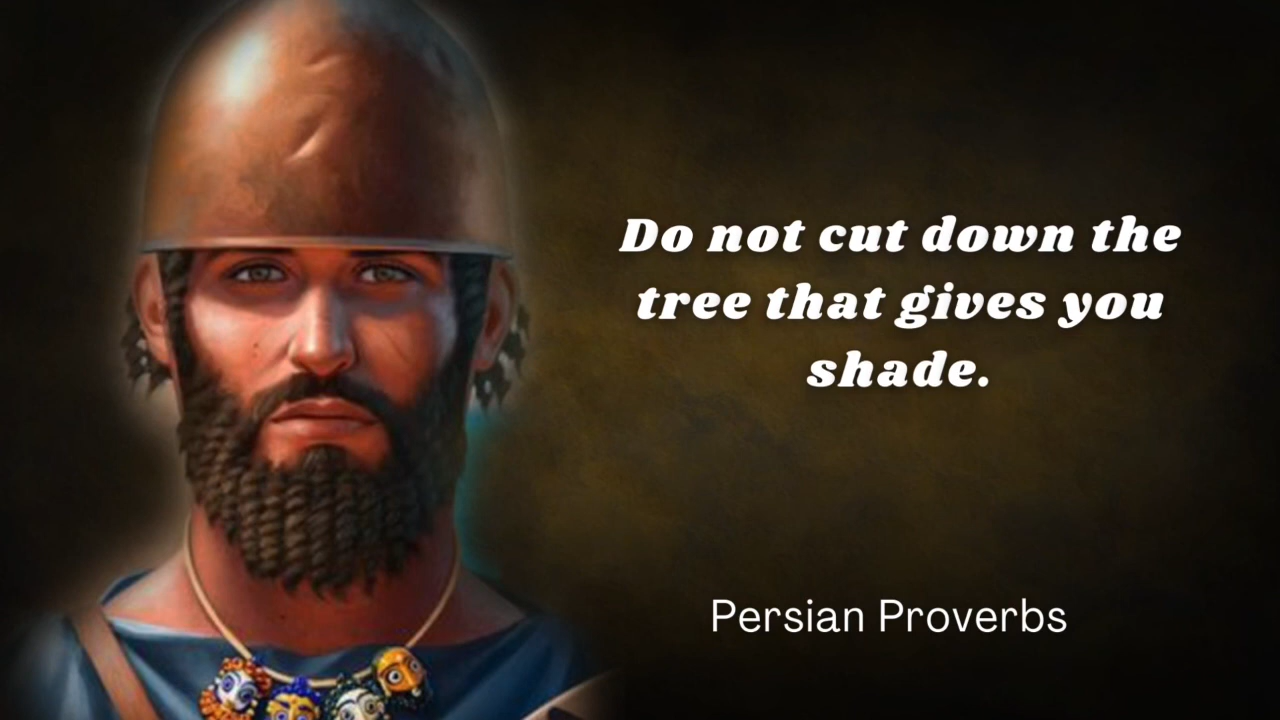 Do not cut down the
tree that gives you
shade.
Persian Proverbs